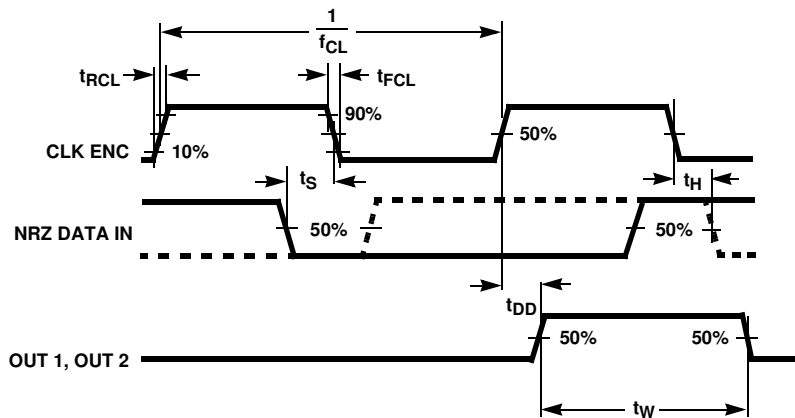 1
fCL
tRCL
tFCL
90%
CLK ENC
10%
50%
tS
tH
NRZ DATA IN
50%
50%
tDD
OUT 1, OUT 2
50%
50%
tW